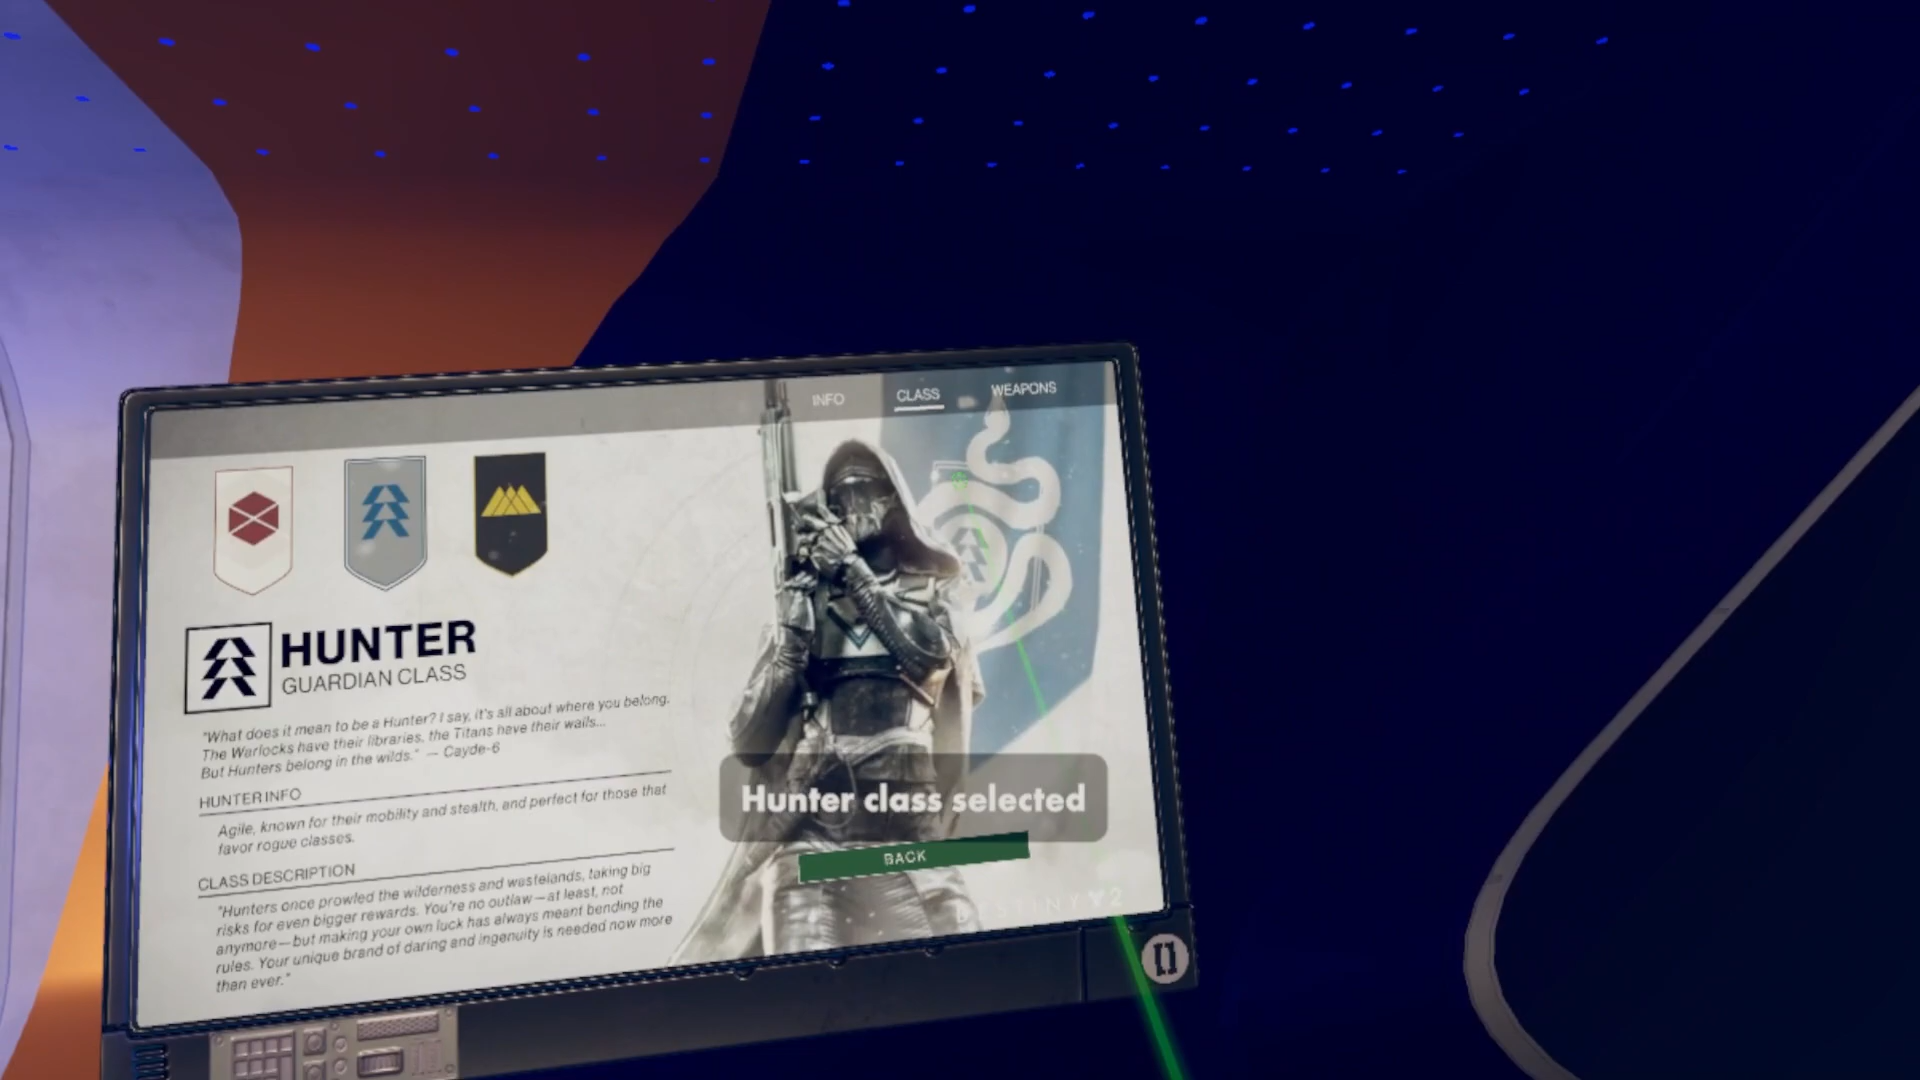 INFO CLASS WEAPONS
HUNTER
GUARDIAN CLASS
"What does it mean to be a Hunter? I say, it's all about where you belong.
The Warlocks have their libraries, the Titans have their walls...
But Hunters belong in the wilds." — Cayde-6
HUNTER INFO
Agile, known for their mobility and stealth, and perfect for those that
favor rogue classes.
CLASS DESCRIPTION
"Hunters once prowled the wilderness and wastelands, taking big
risks for even bigger rewards. You're no outlaw—at least, not
anymore—but making your own luck has always meant bending the
rules. Your unique brand of daring and ingenuity is needed now more
than ever."
Hunter class selected
BACK
DESTINY 2